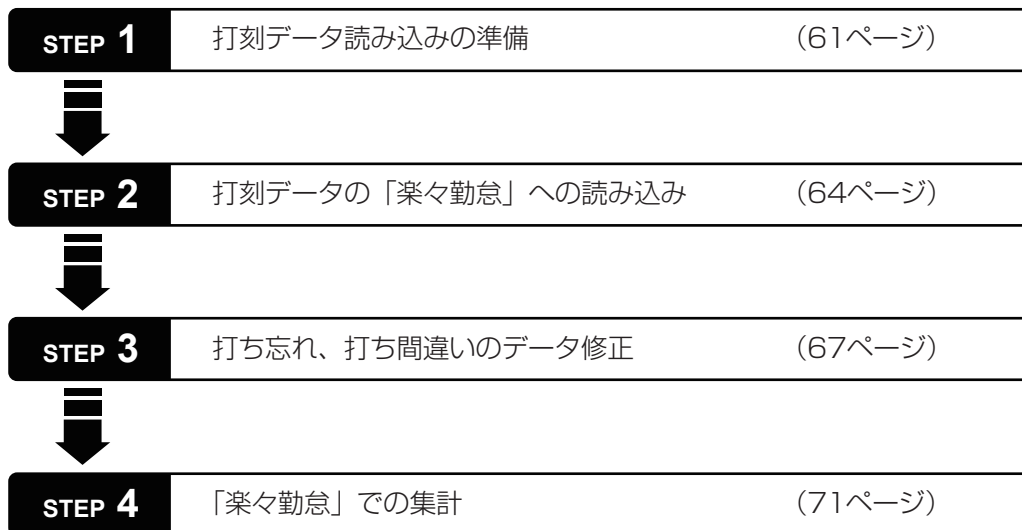 STEP 1 打刻データ読み込みの準備 （61ページ）
STEP 2 打刻データの「楽々勤怠」への読み込み （64ページ）
STEP 3 打ち忘れ、打ち間違いのデータ修正 （67ページ）
STEP 4 「楽々勤怠」での集計 （71ページ）